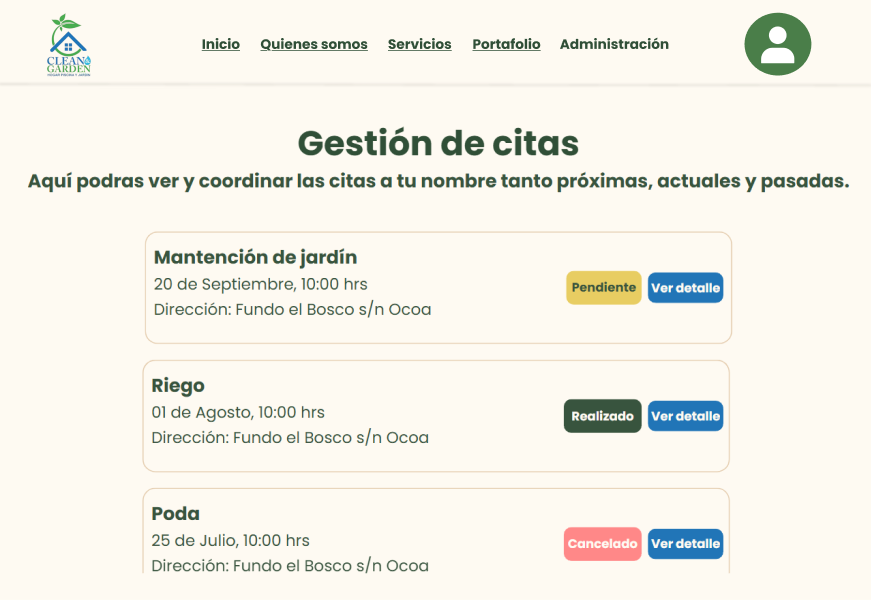 CLEAN
GARDEN
HOGAR PISCINA Y JARDIN
Inicio Quienes somos Servicios Portafolio Administración
Gestión de citas
Aquí podras ver y coordinar las citas a tu nombre tanto próximas, actuales y pasadas.
Mantención de jardín
20 de Septiembre, 10:00 hrs
Dirección: Fundo el Bosco s/n Ocoa
Pendiente Ver detalle
Riego
01 de Agosto, 10:00 hrs
Dirección: Fundo el Bosco s/n Ocoa
Realizado Ver detalle
Poda
25 de Julio, 10:00 hrs
Dirección: Fundo el Bosco s/n Ocoa
Cancelado Ver detalle